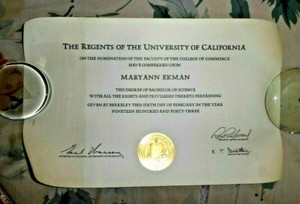 THE REGENTS OF THE UNIVERSITY OF CALIFORNIA
ON THE NOMINATION OF THE FACULTY OF THE COLLEGE OF COMMERCE
HAVE CONFERRED UPON
MARYANN EKMAN
THE DEGREE OF BACHELOR OF SCIENCE
WITH ALL THE RIGHTS AND PRIVILEGES THERETO PERTAINING
GIVEN AT BERKELEY THIS SIXTH DAY OF FEBRUARY IN THE YEAR
NINETEEN HUNDRED AND FORTY-THREE